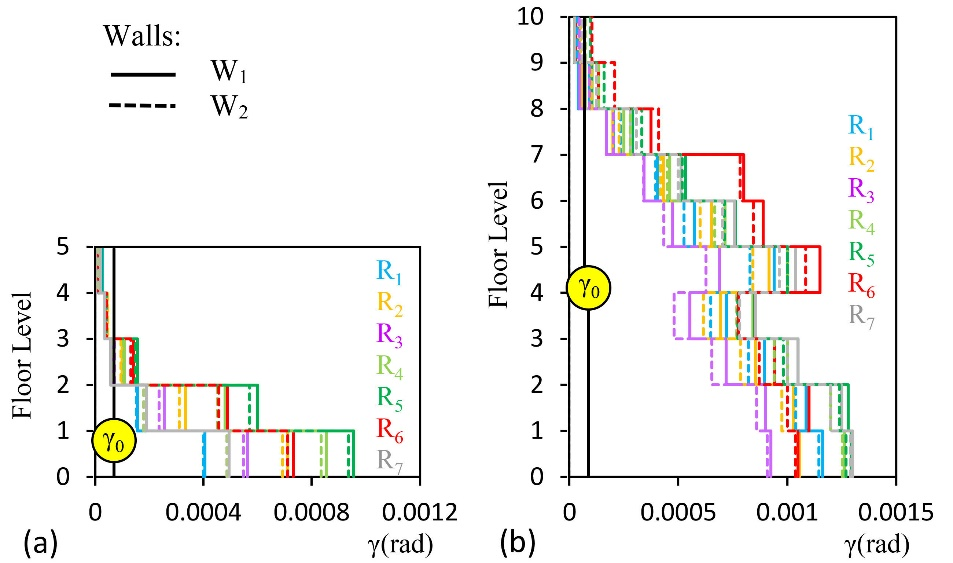 Walls:
W1
W2
5
4
3
2
1
0
Floor Level
γ0
R1
R2
R3
R4
R5
R6
R7
0
0.0004
0.0008
0.0012
(a)
γ(rad)
10
9
8
7
6
5
4
3
2
1
0
Floor Level
γ0
R1
R2
R3
R4
R5
R6
R7
0
0.0005
0.001
0.0015
(b)
γ(rad)